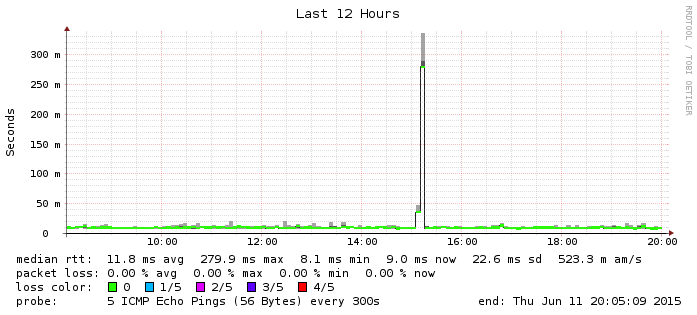 Last 12 Hours
RRDTOOL / TOBI OETIKER
Seconds
300 m
250 m
200 m
150 m
100 m
50 m
0
10:00 12:00 14:00 16:00 18:00 20:00
median rtt: 11.8 ms avg 279.9 ms max 8.1 ms min 9.0 ms now 22.6 ms sd 523.3 m am/s
packet loss: 0.00 % avg 0.00 % max 0.00 % min 0.00 % now
loss color: 0 1/5 2/5 3/5 4/5
probe: 5 ICMP Echo Pings (56 Bytes) every 300s end: Thu Jun 11 20:05:09 2015